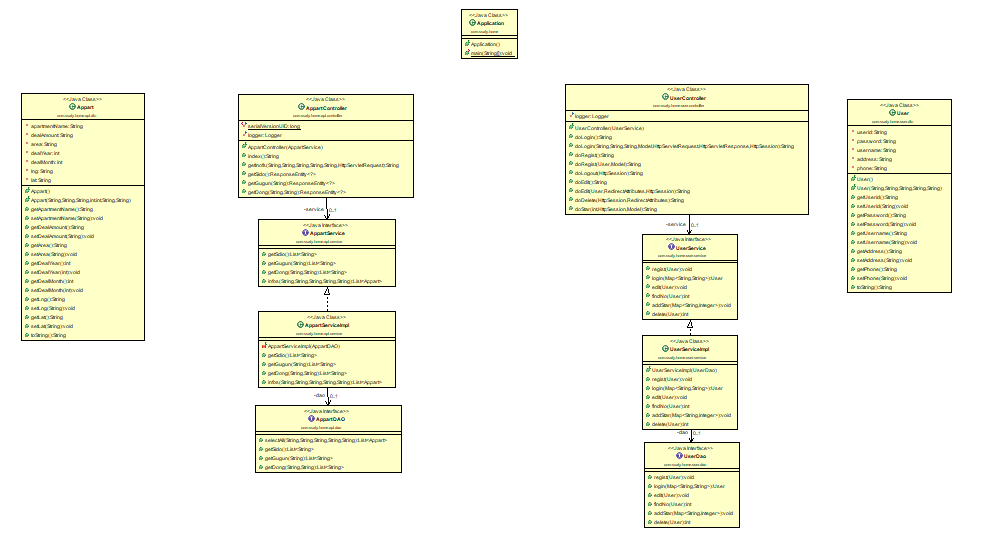 <<Java Class>>
Application
com.ssafy.home
Application()
main(String[]):void
<<Java Class>>
Appart
com.ssafy.home.apt.dto
apartmentName: String
dealAmount: String
area: String
dealYear: int
dealMonth: int
lng: String
lat: String
Appart()
Appart(String,String,String,int,int,String,String)
getApartmentName():String
setApartmentName(String):void
getDealAmount():String
setDealAmount(String):void
getArea():String
setArea(String):void
getDealYear():int
setDealYear(int):void
getDealMonth():int
setDealMonth(int):void
getLng():String
setLng(String):void
getLat():String
setLat(String):void
toString():String
<<Java Class>>
AppartController
com.ssafy.home.apt.controller
serialVersionUID: long
logger: Logger
AppartController(AppartService)
index():String
getInofs(String,String,String,String,String,HttpServletRequest):String
getSido():ResponseEntity<?>
getGugun(String):ResponseEntity<?>
getDong(String,String):ResponseEntity<?>
-service
0..1
<<Java Interface>>
AppartService
com.ssafy.home.apt.service
getSido():List<String>
getGugun(String):List<String>
getDong(String,String):List<String>
infos(String,String,String,String,String):List<Appart>
<<Java Class>>
AppartServiceImpl
com.ssafy.home.apt.service
AppartServiceImpl(AppartDAO)
getSido():List<String>
getGugun(String):List<String>
getDong(String,String):List<String>
infos(String,String,String,String,String):List<Appart>
-dao
0..1
<<Java Interface>>
AppartDAO
com.ssafy.home.apt.dao
selectAll(String,String,String,String,String):List<Appart>
getSido():List<String>
getGugun(String):List<String>
getDong(String,String):List<String>
<<Java Class>>
UserController
com.ssafy.home.user.controller
logger: Logger
UserController(UserService)
doLogin():String
doLogin(String,String,String,Model,HttpServletRequest,HttpServletResponse,HttpSession):String
doRegist():String
doRegist(User,Model):String
doLogout(HttpSession):String
doEdit():String
doEdit(User,RedirectAttributes,HttpSession):String
doDelete(HttpSession,RedirectAttributes):String
doStar(int,HttpSession,Model):String
-service
0..1
<<Java Interface>>
UserService
com.ssafy.home.user.service
regist(User):void
login(Map<String,String>):User
edit(User):void
findNo(User):int
addStar(Map<String,Integer>):void
delete(User):int
<<Java Class>>
UserServiceImpl
com.ssafy.home.user.service
UserServiceImpl(UserDao)
regist(User):void
login(Map<String,String>):User
edit(User):void
findNo(User):int
addStar(Map<String,Integer>):void
delete(User):int
-dao
0..1
<<Java Interface>>
UserDao
com.ssafy.home.user.dao
regist(User):void
login(Map<String,String>):User
edit(User):void
findNo(User):int
addStar(Map<String,Integer>):void
delete(User):int
<<Java Class>>
User
com.ssafy.home.user.dto
userid: String
password: String
username: String
address: String
phone: String
User()
User(String,String,String,String,String)
getUserid():String
setUserid(String):void
getPassword():String
setPassword(String):void
getUsername():String
setUsername(String):void
getAddress():String
setAddress(String):void
getPhone():String
setPhone(String):void
toString():String